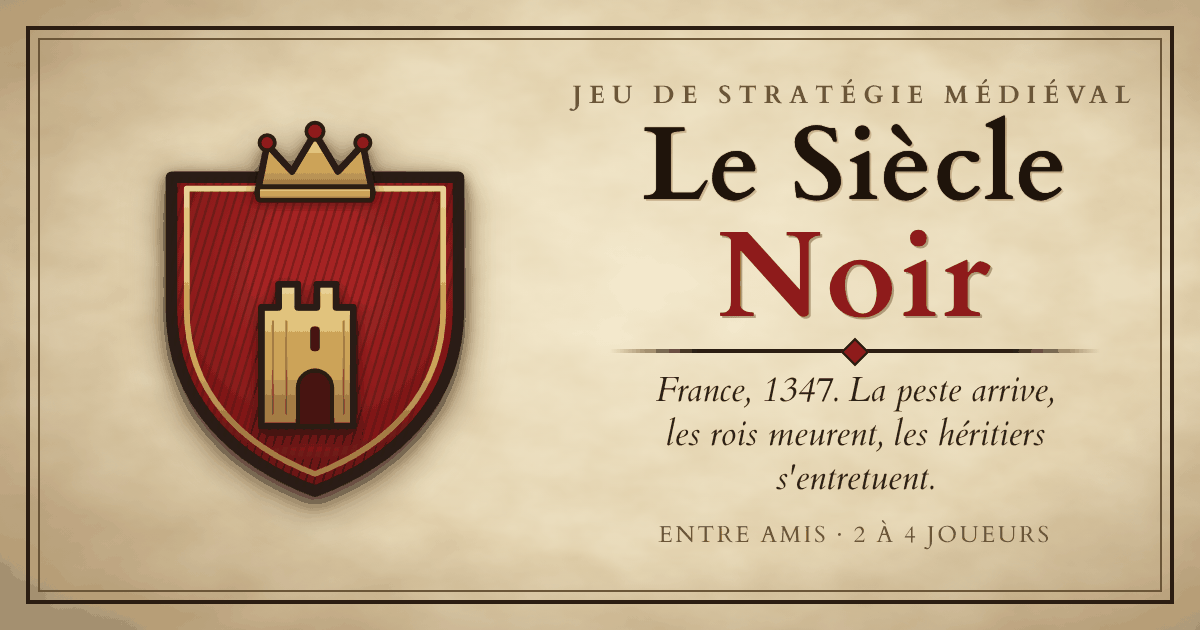 JEU DE STRATÉGIE MÉDIÉVAL
Le Siècle
Noir
France, 1347. La peste arrive,
les rois meurent, les héritiers
s'entretuent.
ENTRE AMIS · 2 À 4 JOUEURS